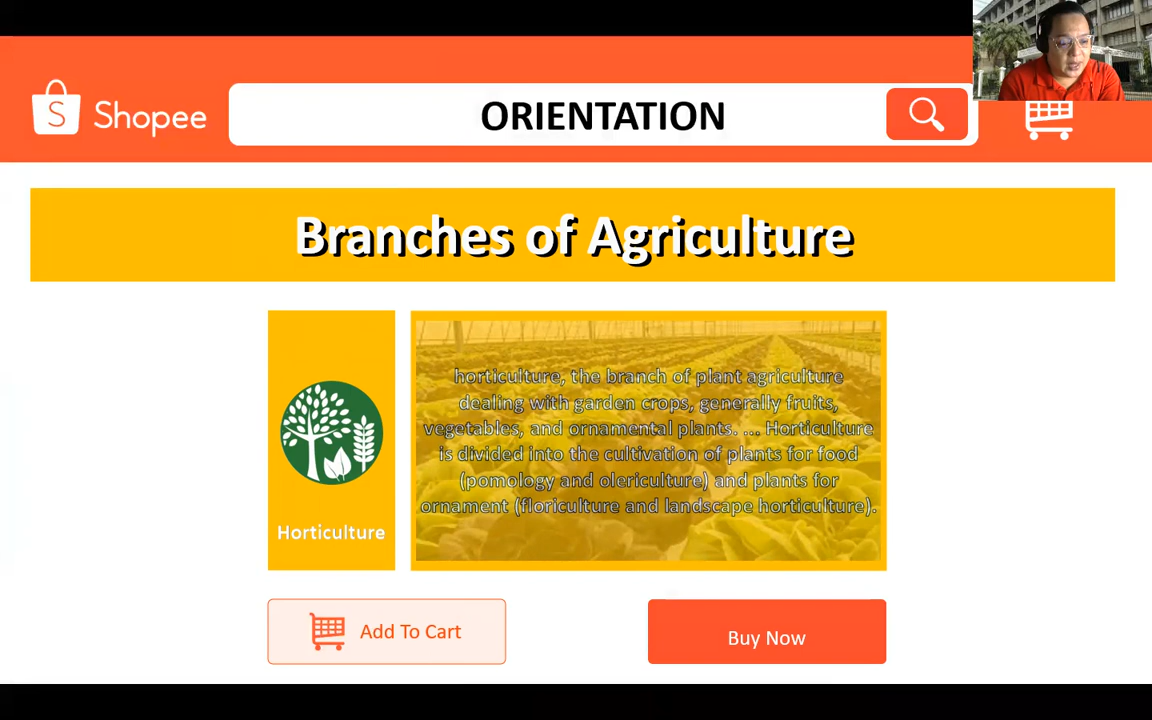 S
Shopee
ORIENTATION
Branches of Agriculture
horticulture, the branch of plant agriculture
dealing with garden crops, generally fruits,
vegetables, and ornamental plants. ... Horticulture
is divided into the cultivation of plants for food
(pomology and olericulture) and plants for
ornament (floriculture and landscape horticulture).
Horticulture
Add To Cart
Buy Now